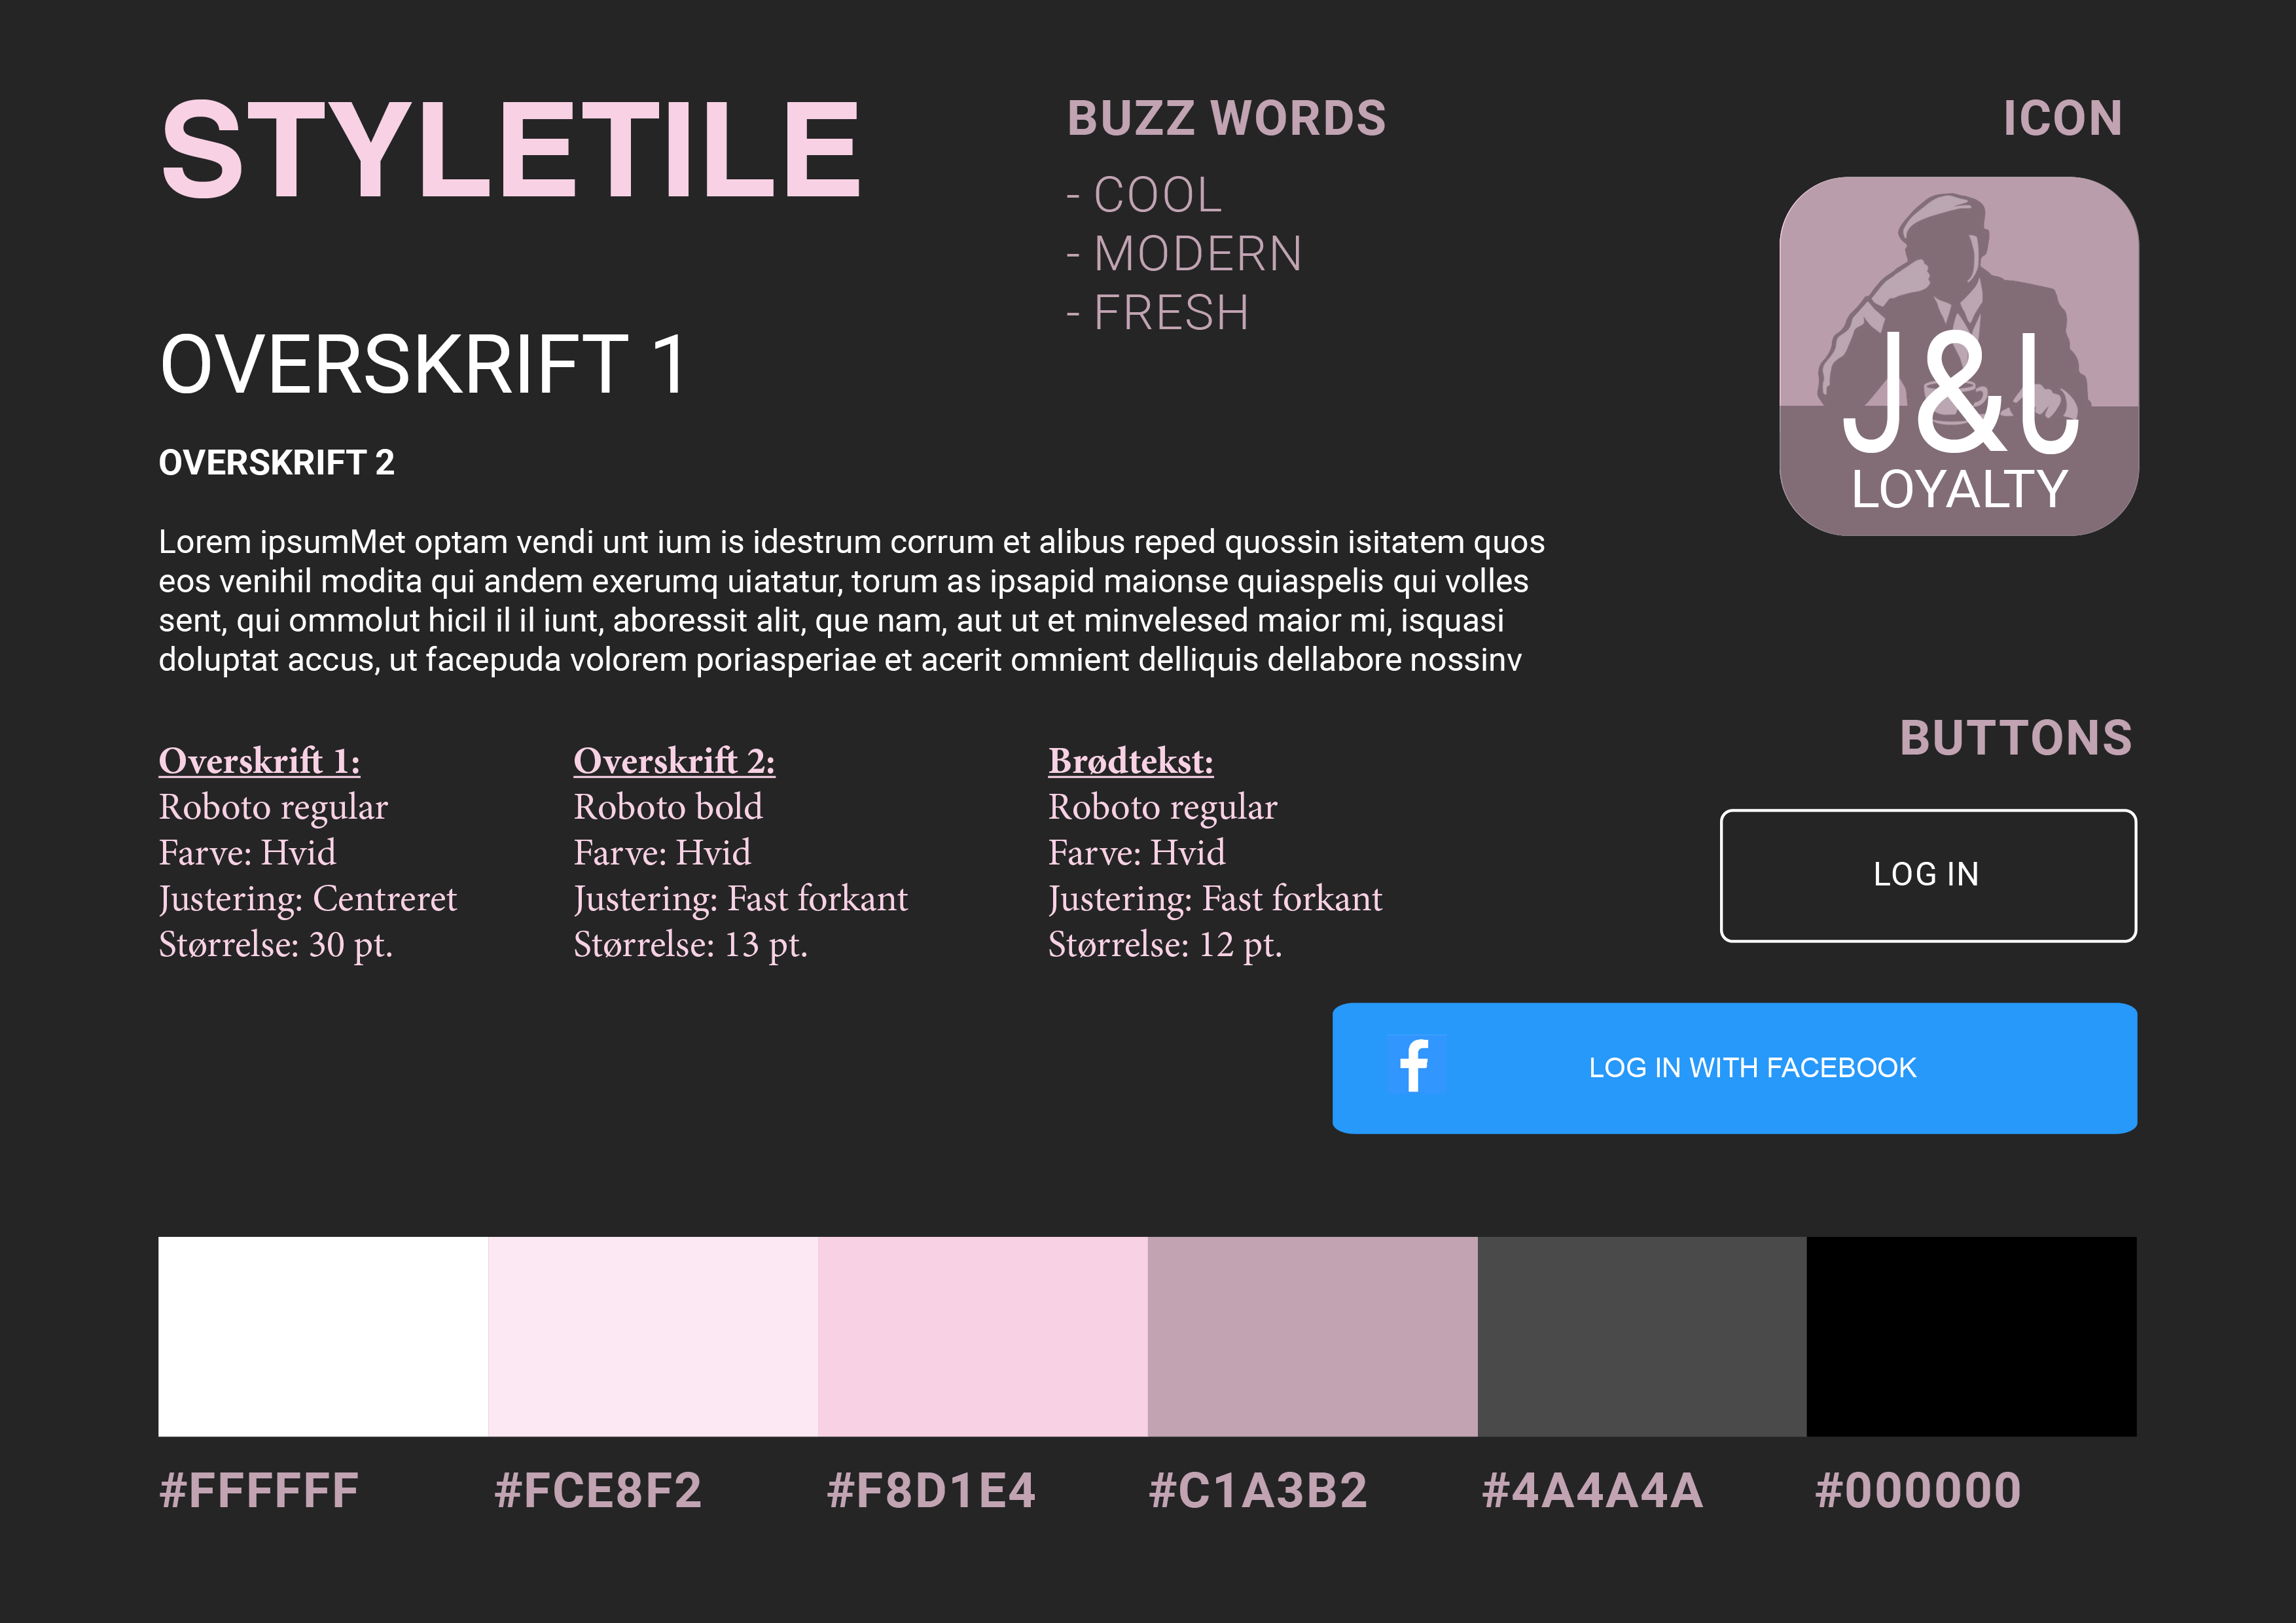 STYLETILE
BUZZ WORDS
- COOL
- MODERN
- FRESH
ICON
J&J
LOYALTY
OVERSKRIFT 1
OVERSKRIFT 2
Lorem ipsumMet optam vendi unt ium is idestrum corrum et alibus reped quossin isitatem quos
eos venihil modita qui andem exerumq uiatatur, torum as ipsapid maionse quiaspelis qui volles
sent, qui ommolut hicil il il iunt, aboressit alit, que nam, aut ut et minvelesed maior mi, isquasi
doluptat accus, ut facepuda volorem poriasperiae et acerit omnient delliquis dellabore nossinv
Overskrift 1:
Roboto regular
Farve: Hvid
Justering: Centreret
Størrelse: 30 pt.
Overskrift 2:
Roboto bold
Farve: Hvid
Justering: Fast forkant
Størrelse: 13 pt.
Brødtekst:
Roboto regular
Farve: Hvid
Justering: Fast forkant
Størrelse: 12 pt.
BUTTONS
LOG IN
f
LOG IN WITH FACEBOOK
#FFFFFF
#FCE8F2
#F8D1E4
#C1A3B2
#4A4A4A
#000000